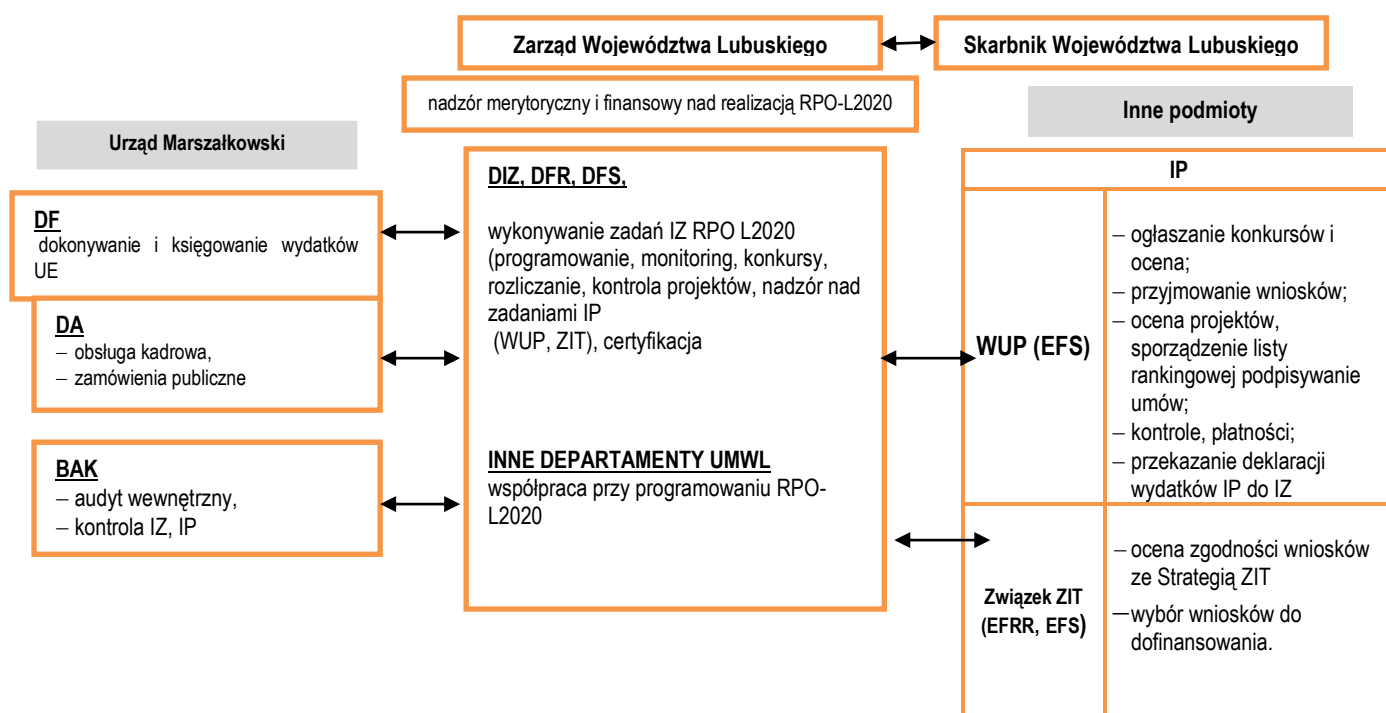 Zarząd Województwa Lubuskiego
Skarbnik Województwa Lubuskiego
nadzór merytoryczny i finansowy nad realizacją RPO-L2020
Inne podmioty
Urząd Marszałkowski
DF
dokonywanie i księgowanie wydatków
UE
DA
– obsługa kadrowa,
– zamówienia publiczne
BAK
– audyt wewnętrzny,
– kontrola IZ, IP
DIZ, DFR, DFS,
wykonywanie zadań IZ RPO L2020
(programowanie, monitoring, konkursy,
rozliczanie, kontrola projektów, nadzór nad
zadaniami IP
(WUP, ZIT), certyfikacja
INNE DEPARTAMENTY UMWL
współpraca przy programowaniu RPO-
L2020
IP
WUP (EFS)
– ogłaszanie konkursów i
ocena;
– przyjmowanie wniosków;
– ocena projektów,
sporządzenie listy
rankingowej podpisywanie
umów;
– kontrole, płatności;
– przekazanie deklaracji
wydatków IP do IZ
Związek ZIT
(EFRR, EFS)
– ocena zgodności wniosków
ze Strategią ZIT
–wybór wniosków do
dofinansowania.